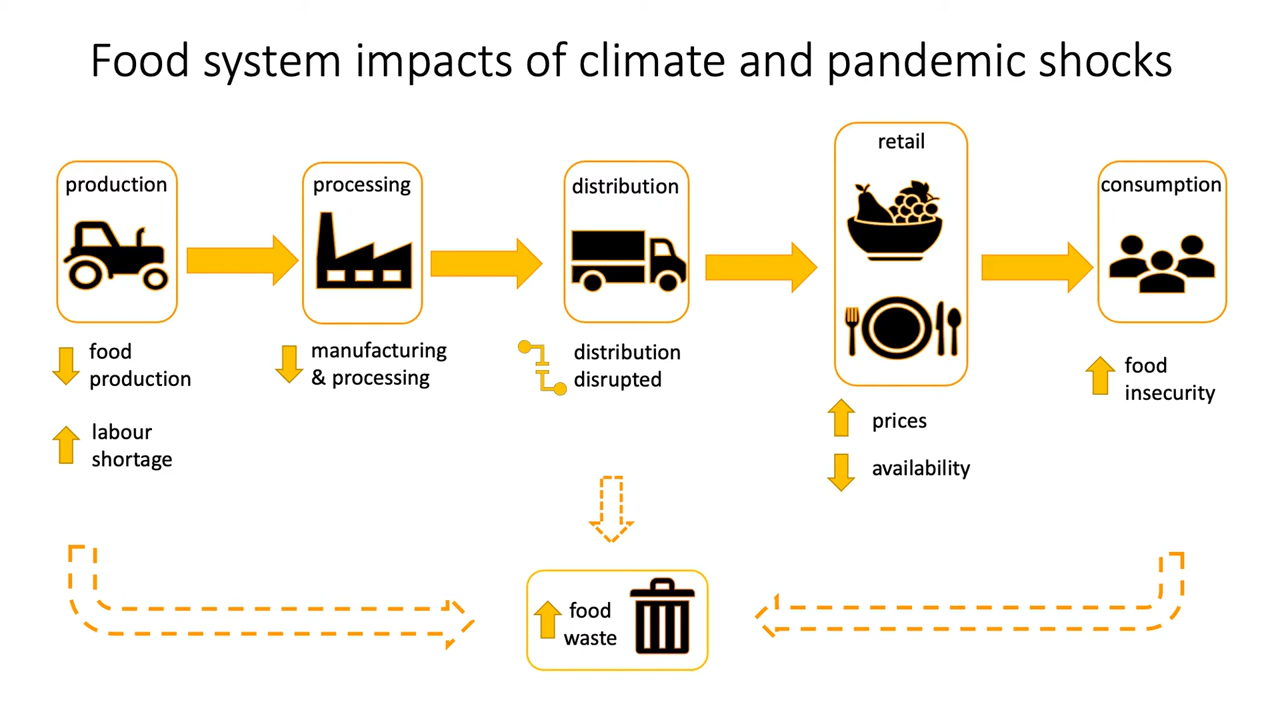 Food system impacts of climate and pandemic shocks
production
processing
distribution
retail
consumption
food
production
labour
shortage
manufacturing
& processing
distribution
disrupted
prices
availability
food
insecurity
food
waste